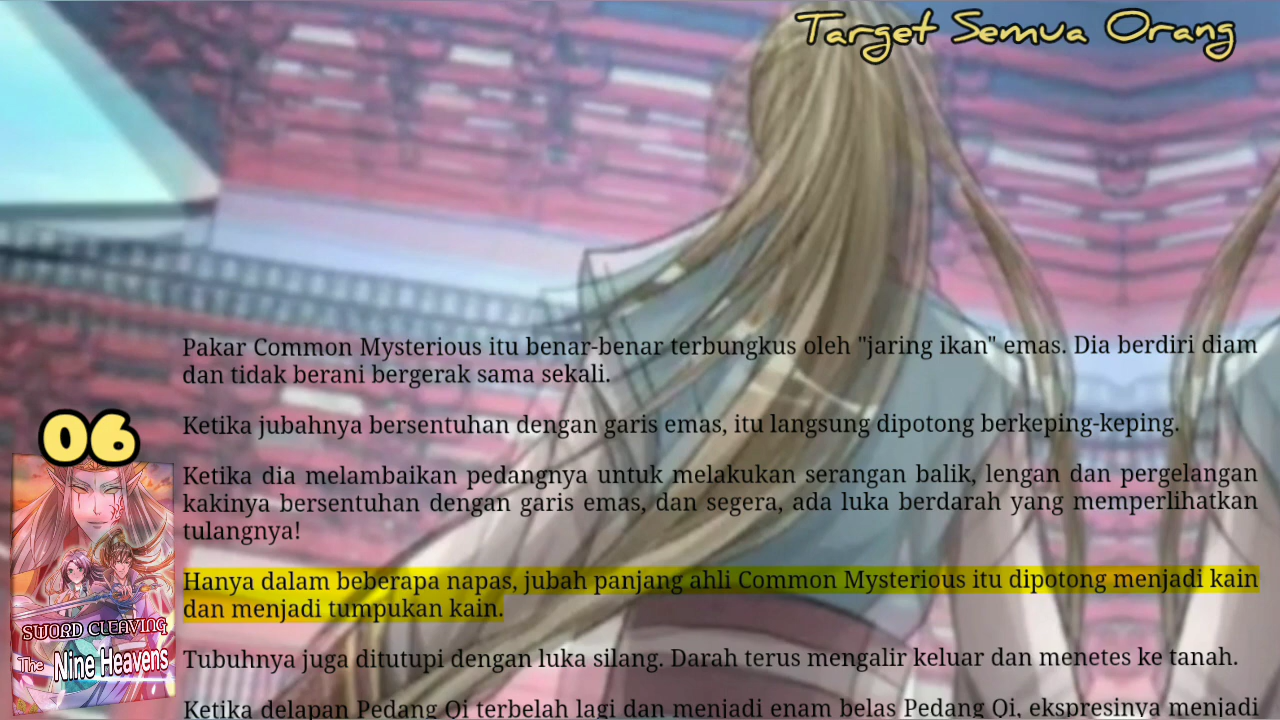 Target Semua Orang
Pakar Common Mysterious itu benar-benar terbungkus oleh "jaring ikan" emas. Dia berdiri diam
dan tidak berani bergerak sama sekali.
Ketika jubahnya bersentuhan dengan garis emas, itu langsung dipotong berkeping-keping.
Ketika dia melambaikan pedangnya untuk melakukan serangan balik, lengan dan pergelangan
kakinya bersentuhan dengan garis emas, dan segera, ada luka berdarah yang memperlihatkan
tulangnya!
Hanya dalam beberapa napas, jubah panjang ahli Common Mysterious itu dipotong menjadi kain
dan menjadi tumpukan kain.
Tubuhnya juga ditutupi dengan luka silang. Darah terus mengalir keluar dan menetes ke tanah.
Ketika delapan Pedang Qi terbelah lagi dan menjadi enam belas Pedang Qi, ekspresinya menjadi
06
SWORD CLEAVING
The Nine Heavens